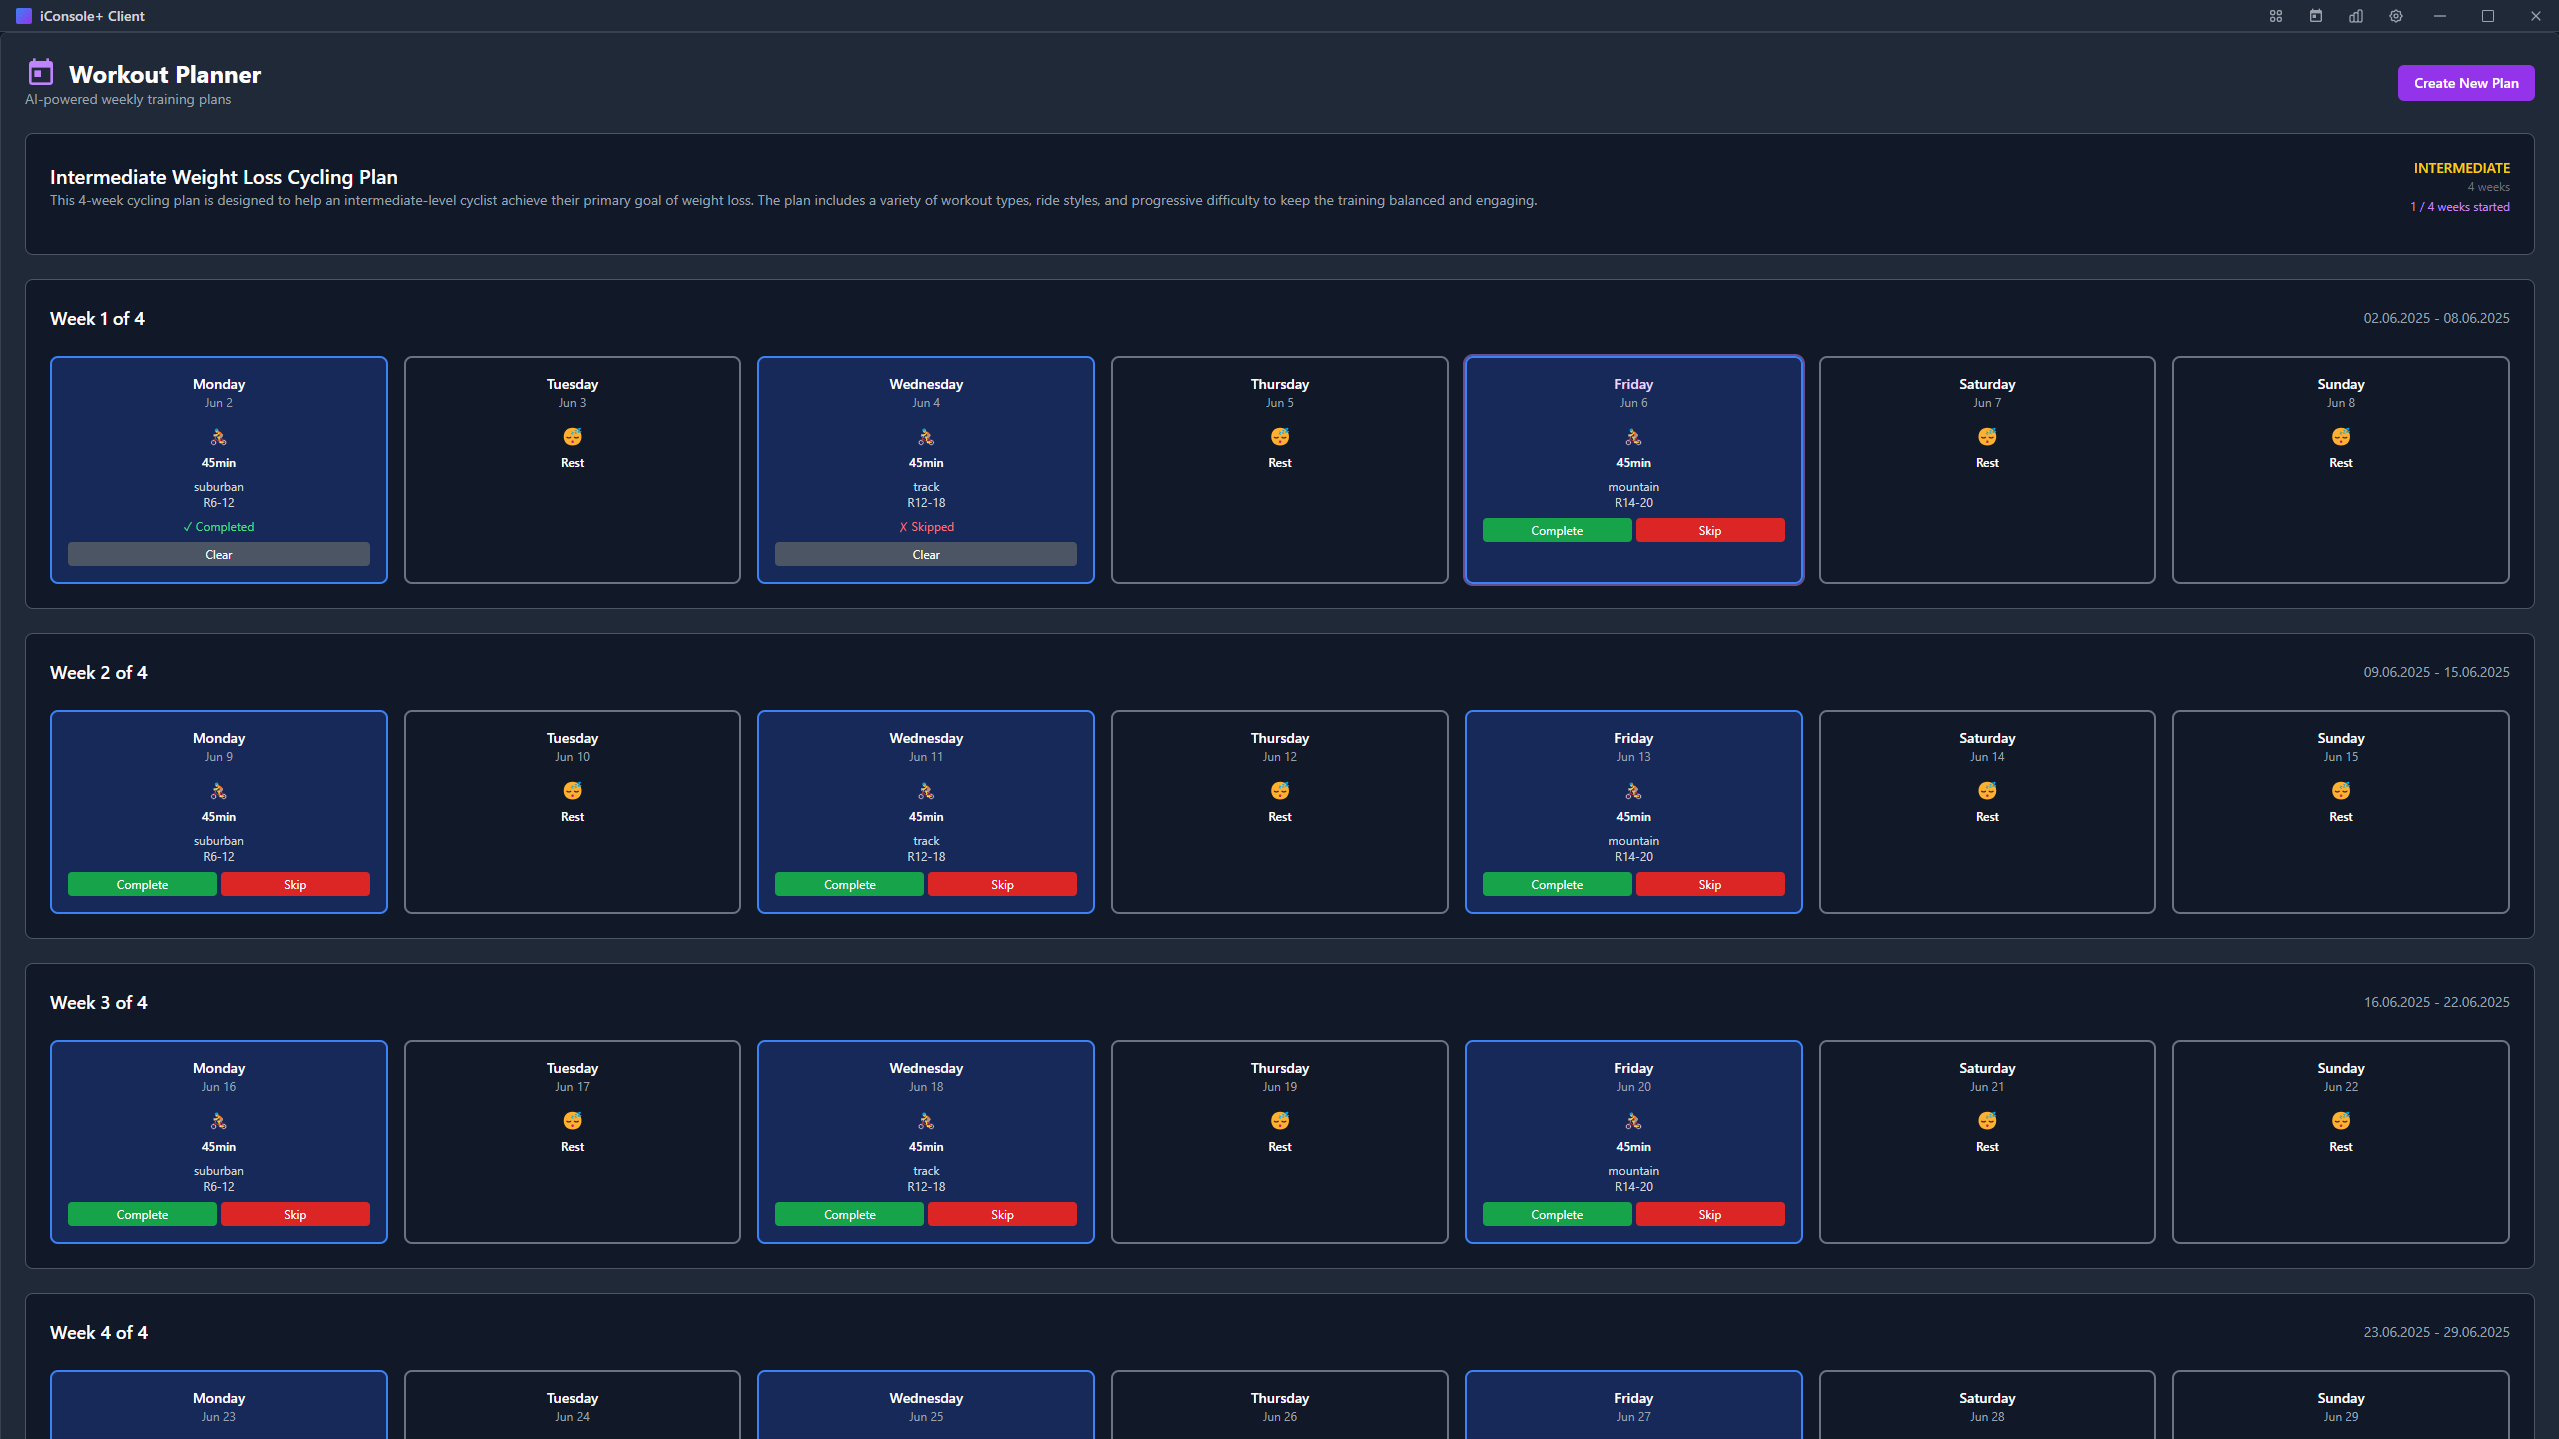 iConsole+ Client
Workout Planner
AI-powered weekly training plans
Create New Plan
Intermediate Weight Loss Cycling Plan
This 4-week cycling plan is designed to help an intermediate-level cyclist achieve their primary goal of weight loss. The plan includes a variety of workout types, ride styles, and progressive difficulty to keep the training balanced and engaging.
INTERMEDIATE
4 weeks
1 / 4 weeks started
Week 1 of 4
02.06.2025 - 08.06.2025
Monday
Jun 2
45min
suburban
R6-12
✓ Completed
Clear
Tuesday
Jun 3
Rest
Wednesday
Jun 4
45min
track
R12-18
✗ Skipped
Clear
Thursday
Jun 5
Rest
Friday
Jun 6
45min
mountain
R14-20
Complete
Skip
Saturday
Jun 7
Rest
Sunday
Jun 8
Rest
Week 2 of 4
09.06.2025 - 15.06.2025
Monday
Jun 9
45min
suburban
R6-12
Complete
Skip
Tuesday
Jun 10
Rest
Wednesday
Jun 11
45min
track
R12-18
Complete
Skip
Thursday
Jun 12
Rest
Friday
Jun 13
45min
mountain
R14-20
Complete
Skip
Saturday
Jun 14
Rest
Sunday
Jun 15
Rest
Week 3 of 4
16.06.2025 - 22.06.2025
Monday
Jun 16
45min
suburban
R6-12
Complete
Skip
Tuesday
Jun 17
Rest
Wednesday
Jun 18
45min
track
R12-18
Complete
Skip
Thursday
Jun 19
Rest
Friday
Jun 20
45min
mountain
R14-20
Complete
Skip
Saturday
Jun 21
Rest
Sunday
Jun 22
Rest
Week 4 of 4
23.06.2025 - 29.06.2025
Monday
Jun 23
Tuesday
Jun 24
Wednesday
Jun 25
Thursday
Jun 26
Friday
Jun 27
Saturday
Jun 28
Sunday
Jun 29